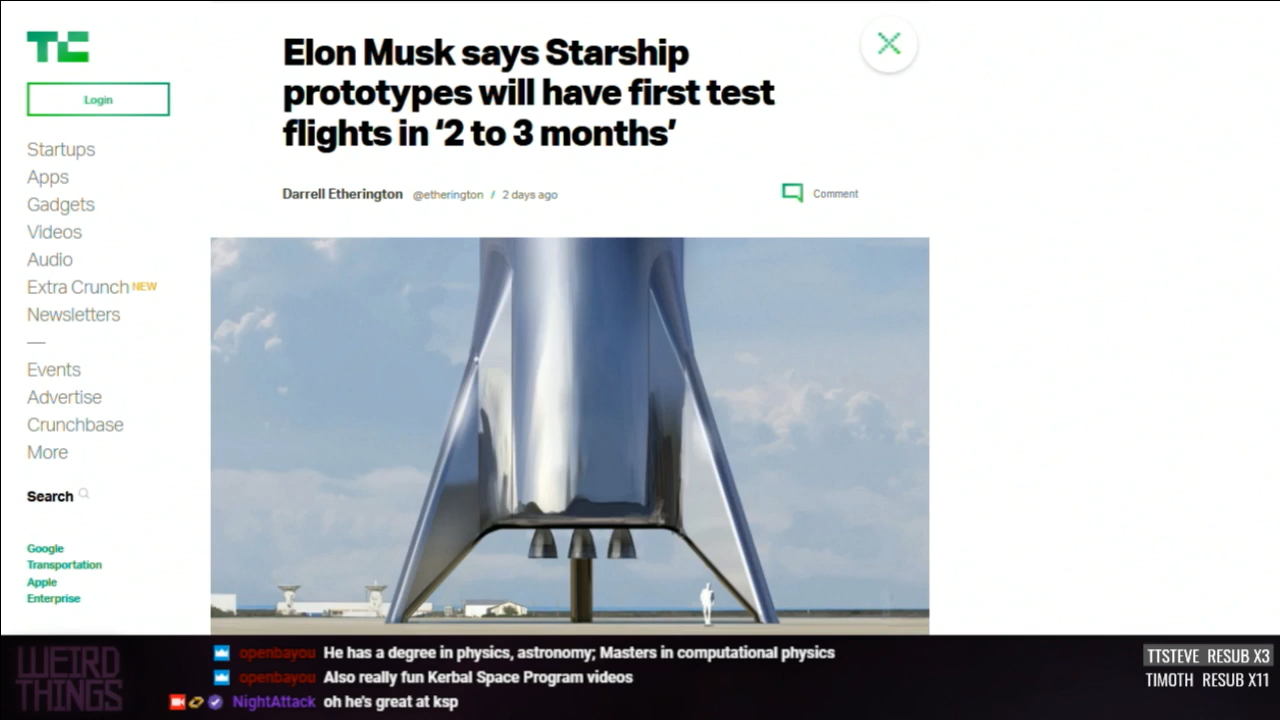 TC
Login
Startups
Apps
Gadgets
Videos
Audio
Extra Crunch NEW
Newsletters
Events
Advertise
Crunchbase
More
Search
Google
Transportation
Apple
Enterprise
Elon Musk says Starship
prototypes will have first test
flights in ‘2 to 3 months’
Darrell Etherington @etherington / 2 days ago
Comment
WEIRD
THINGS
openbayou He has a degree in physics, astronomy; Masters in computational physics
openbayou Also really fun Kerbal Space Program videos
NightAttack oh he's great at ksp
TTSTEVE RESUB X3
TIMOTH RESUB X11